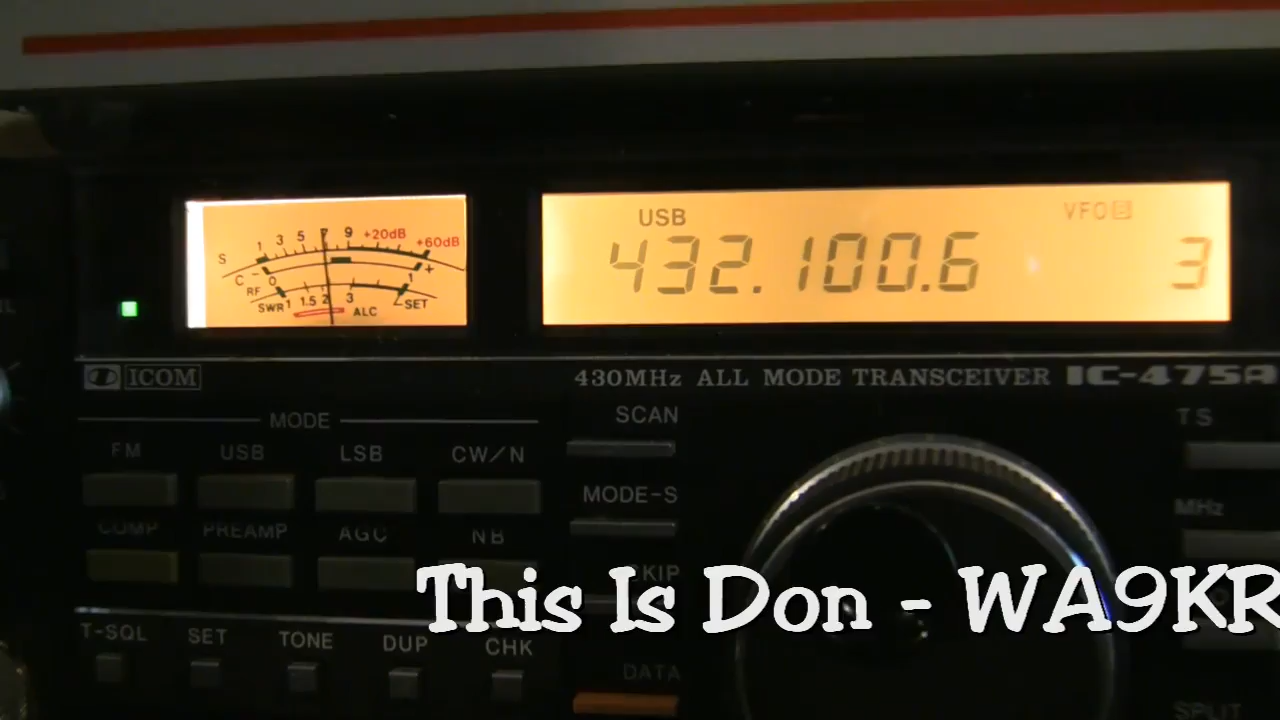 USB VFO B
432.100.6 3
S 1 3 5 7 9 +20dB +60dB
C - +
RF 0 1
SWR 1 1.5 2 3 SET
ALC
ICOM 430MHz ALL MODE TRANSCEIVER IC-475A
MODE SCAN TS
FM USB LSB CW/N
MODE-S MHz
COMP PREAMP AGC NB
SKIP
This Is Don - WA9KR
T-SQL SET TONE DUP CHK
DATA
SPLIT